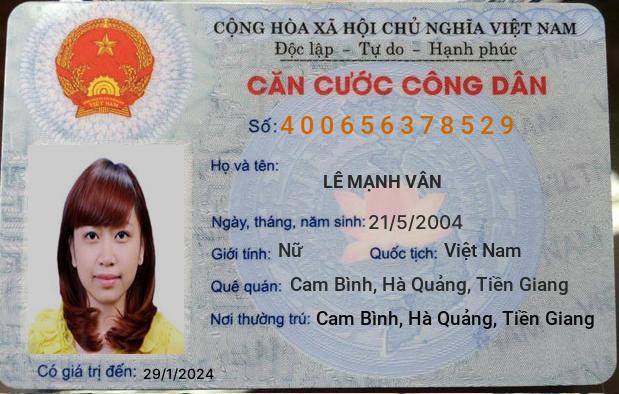 CỘNG HÒA XÃ HỘI CHỦ NGHĨA VIỆT NAM
Độc lập - Tự do - Hạnh phúc
CĂN CƯỚC CÔNG DÂN
Số: 400656378529
Họ và tên:
LÊ MẠNH VÂN
Ngày, tháng, năm sinh: 21/5/2004
Giới tính: Nữ Quốc tịch: Việt Nam
Quê quán: Cam Bình, Hà Quảng, Tiền Giang
Nơi thường trú: Cam Bình, Hà Quảng, Tiền Giang
Có giá trị đến: 29/1/2024
VIỆT NAM